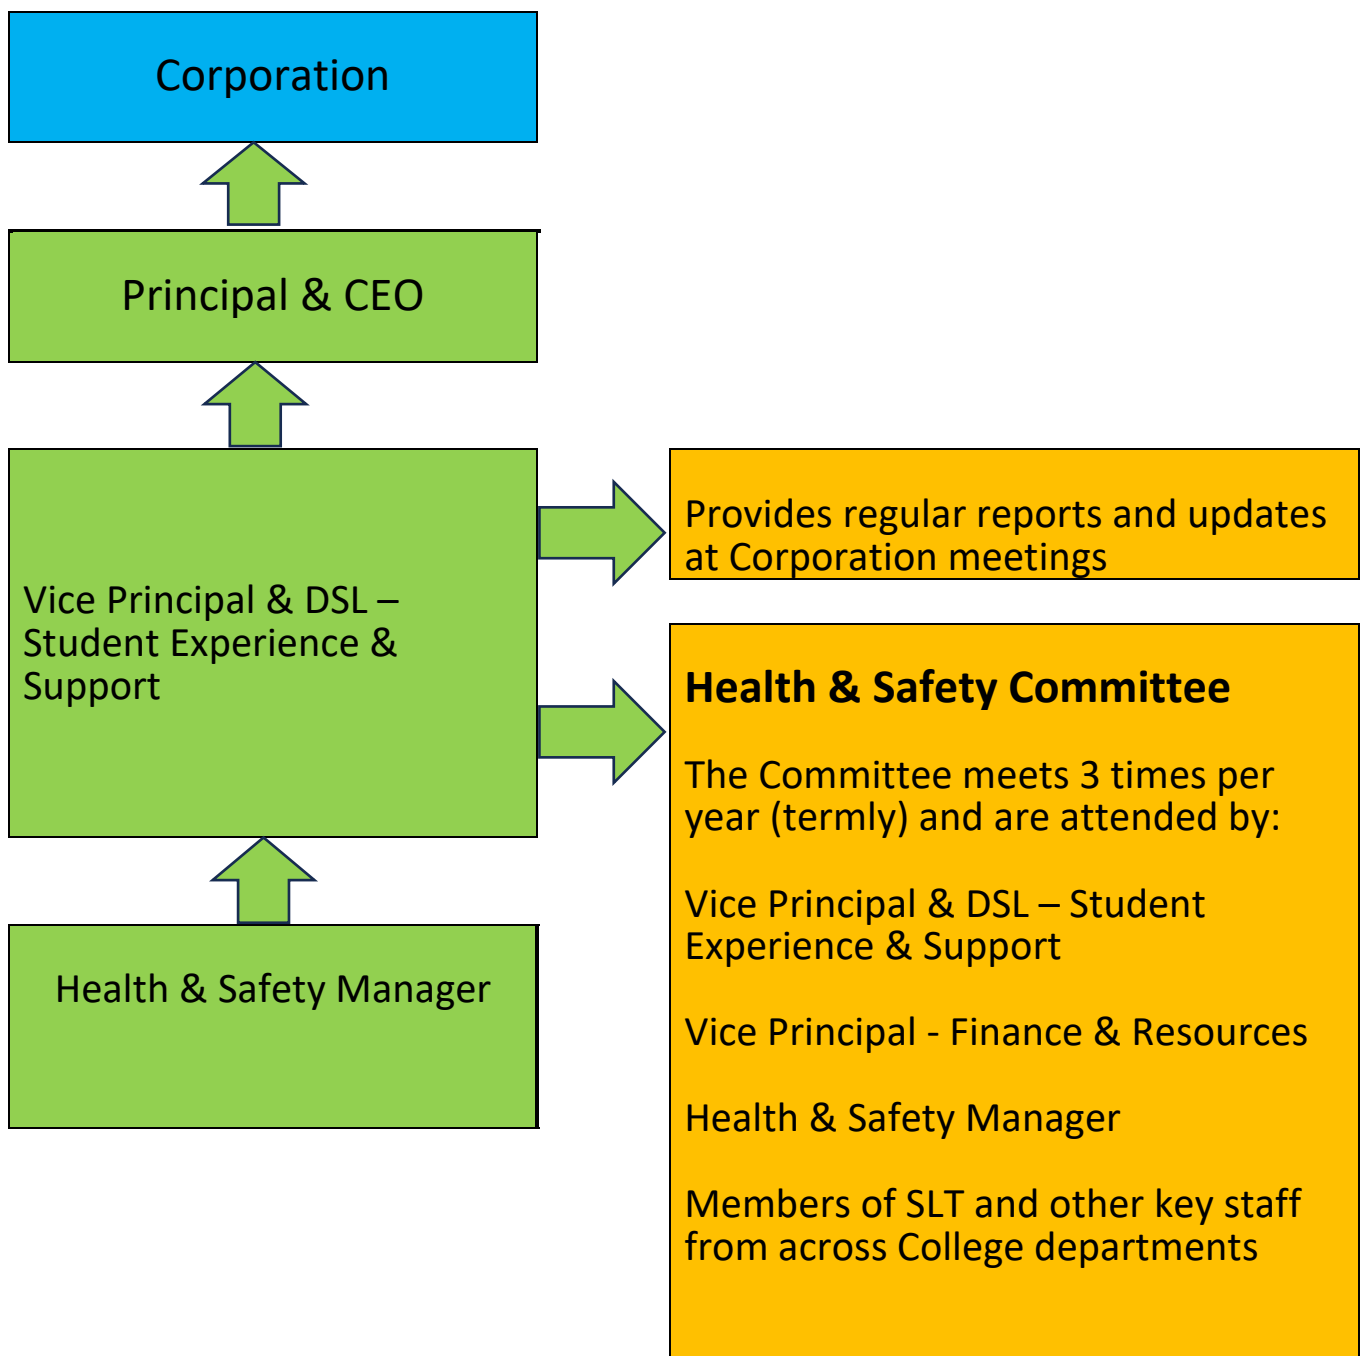 Corporation
Principal & CEO
Vice Principal & DSL –
Student Experience &
Support
Provides regular reports and updates
at Corporation meetings
Health & Safety Manager
Health & Safety Committee
The Committee meets 3 times per
year (termly) and are attended by:
Vice Principal & DSL – Student
Experience & Support
Vice Principal - Finance & Resources
Health & Safety Manager
Members of SLT and other key staff
from across College departments